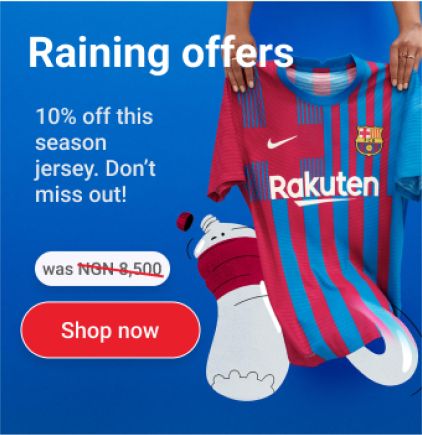 Raining offers
10% off this
season
jersey. Don’t
miss out!
Rakuten
was NGN 8,500
Shop now